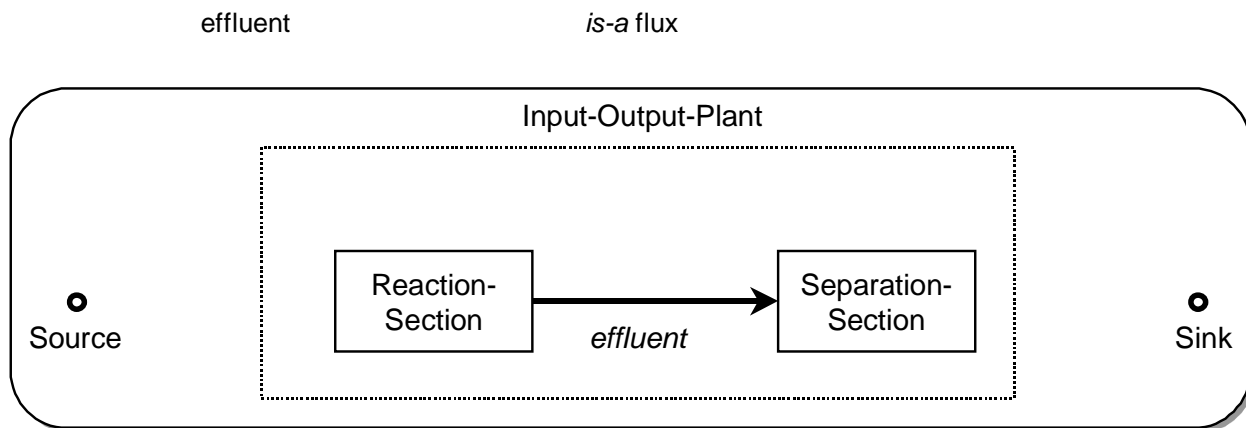 effluent is-a flux
Input-Output-Plant
Reaction-
Section
effluent
Separation-
Section
Source
Sink